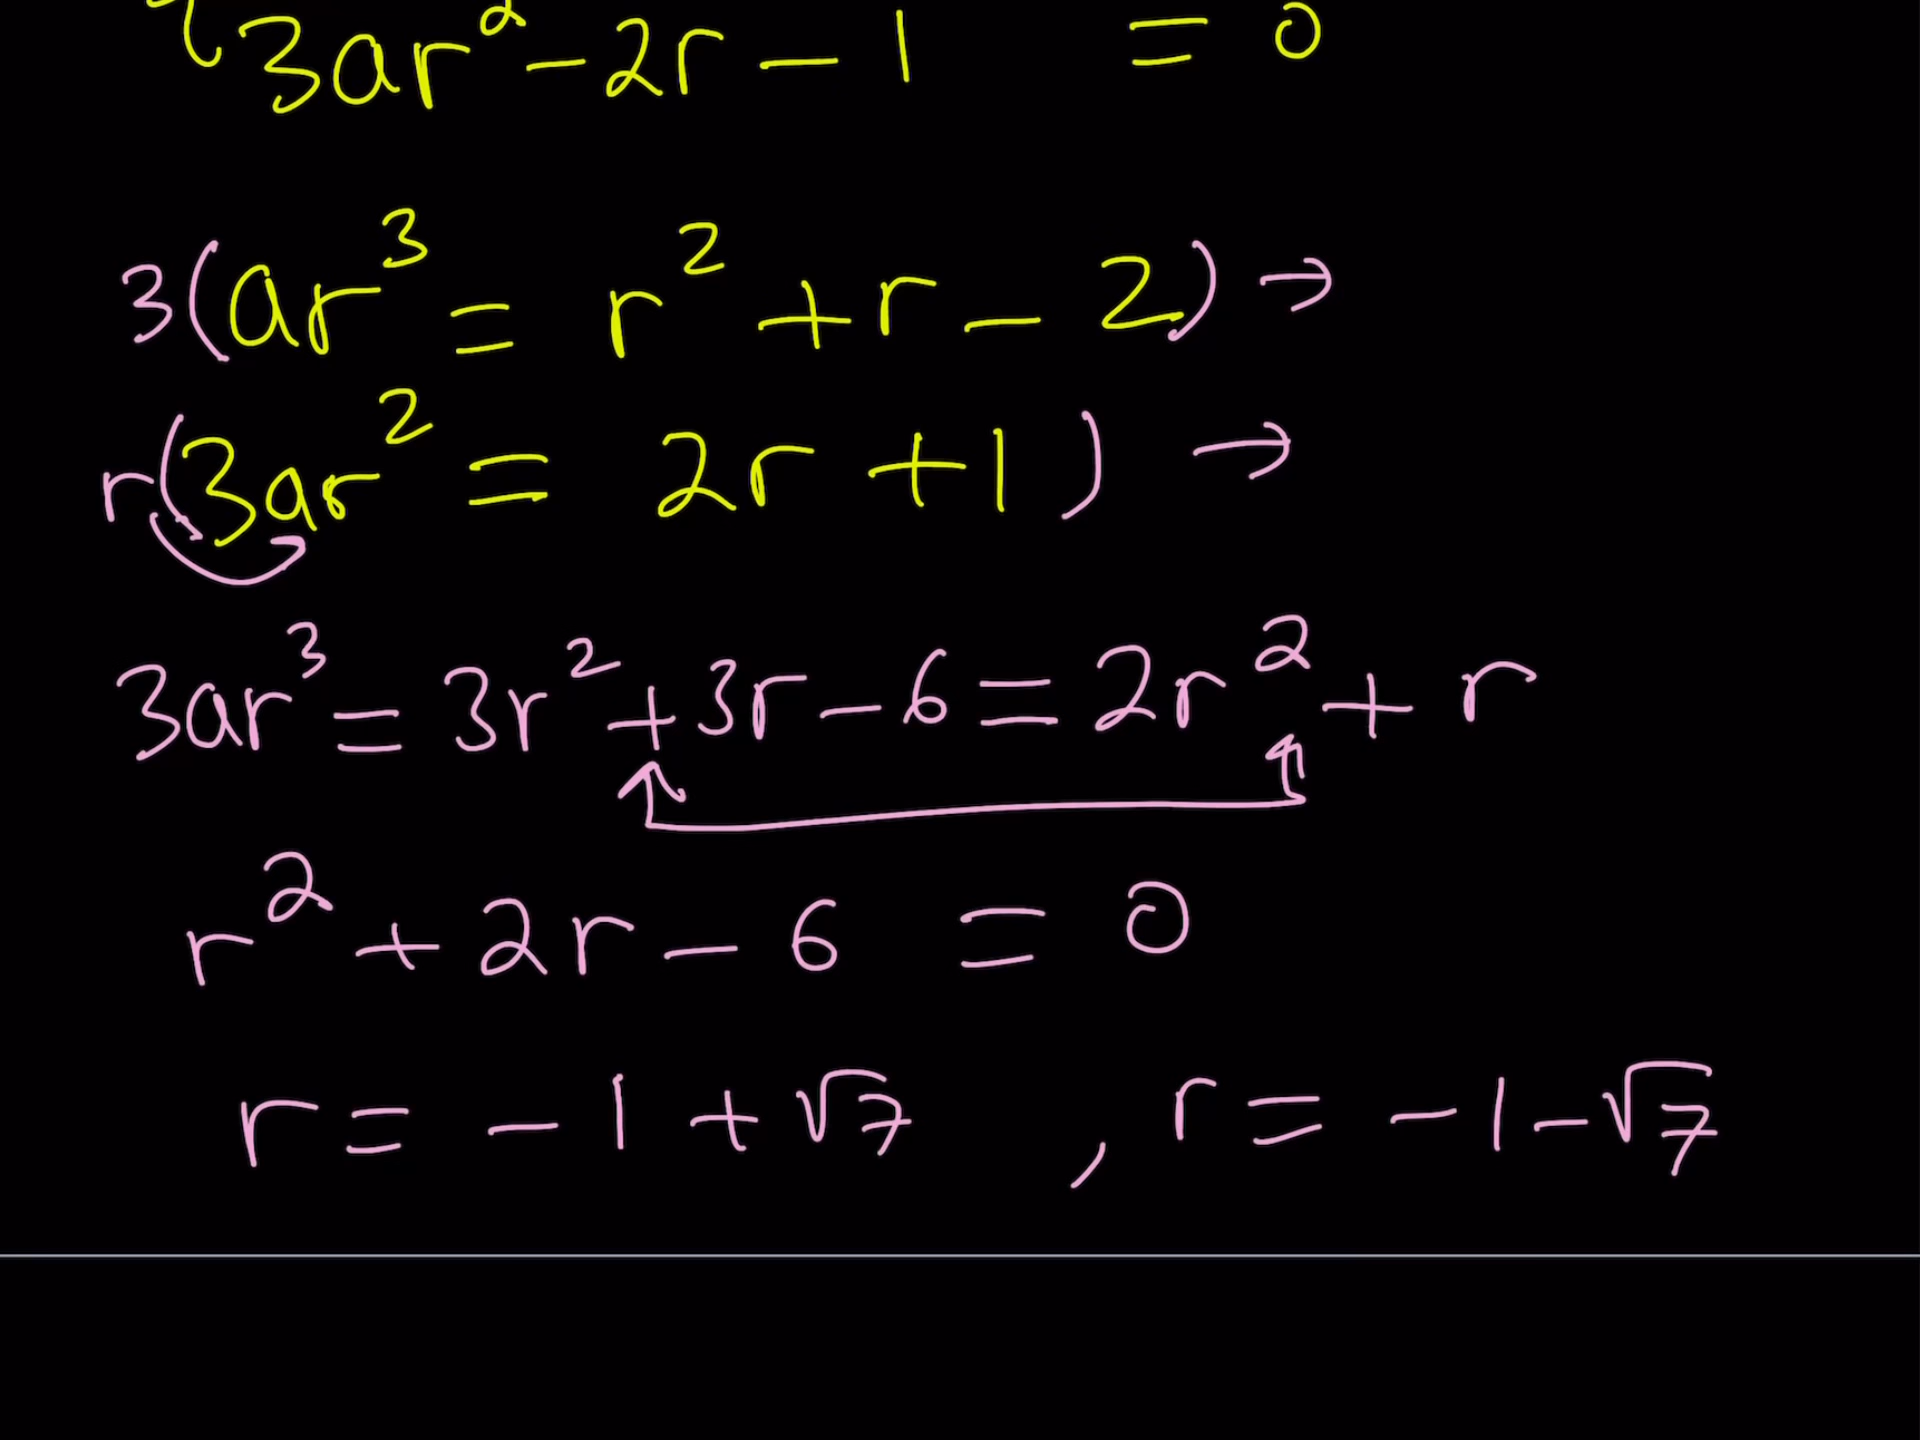 3ar² - 2r - 1 = 0
3(ar³ = r² + r - 2) →
r(3ar² = 2r + 1) →
3ar³ = 3r² + 3r - 6 = 2r² + r
r² + 2r - 6 = 0
r = -1 + √7 , r = -1 - √7